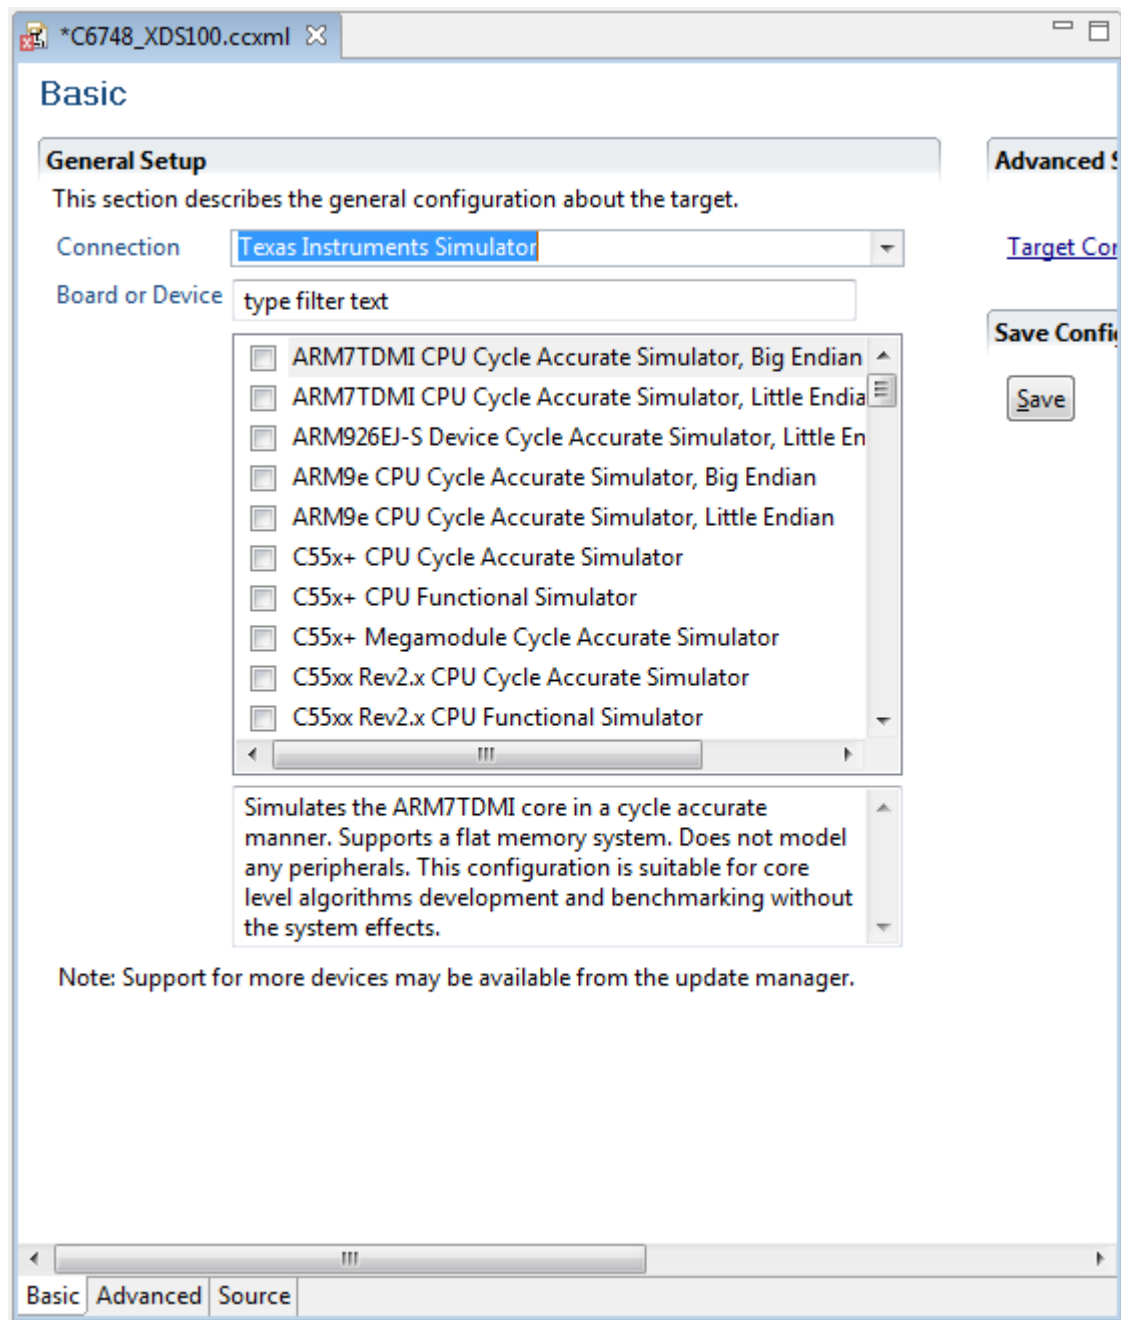 *C6748_XDS100.ccxml
Basic
General Setup
This section describes the general configuration about the target.
Connection
Texas Instruments Simulator
Board or Device
type filter text
ARM7TDMI CPU Cycle Accurate Simulator, Big Endian
ARM7TDMI CPU Cycle Accurate Simulator, Little Endia
ARM926EJ-S Device Cycle Accurate Simulator, Little En
ARM9e CPU Cycle Accurate Simulator, Big Endian
ARM9e CPU Cycle Accurate Simulator, Little Endian
C55x+ CPU Cycle Accurate Simulator
C55x+ CPU Functional Simulator
C55x+ Megamodule Cycle Accurate Simulator
C55xx Rev2.x CPU Cycle Accurate Simulator
C55xx Rev2.x CPU Functional Simulator
Simulates the ARM7TDMI core in a cycle accurate
manner. Supports a flat memory system. Does not model
any peripherals. This configuration is suitable for core
level algorithms development and benchmarking without
the system effects.
Note: Support for more devices may be available from the update manager.
Advanced S
Target Cor
Save Config
Save
Basic
Advanced
Source